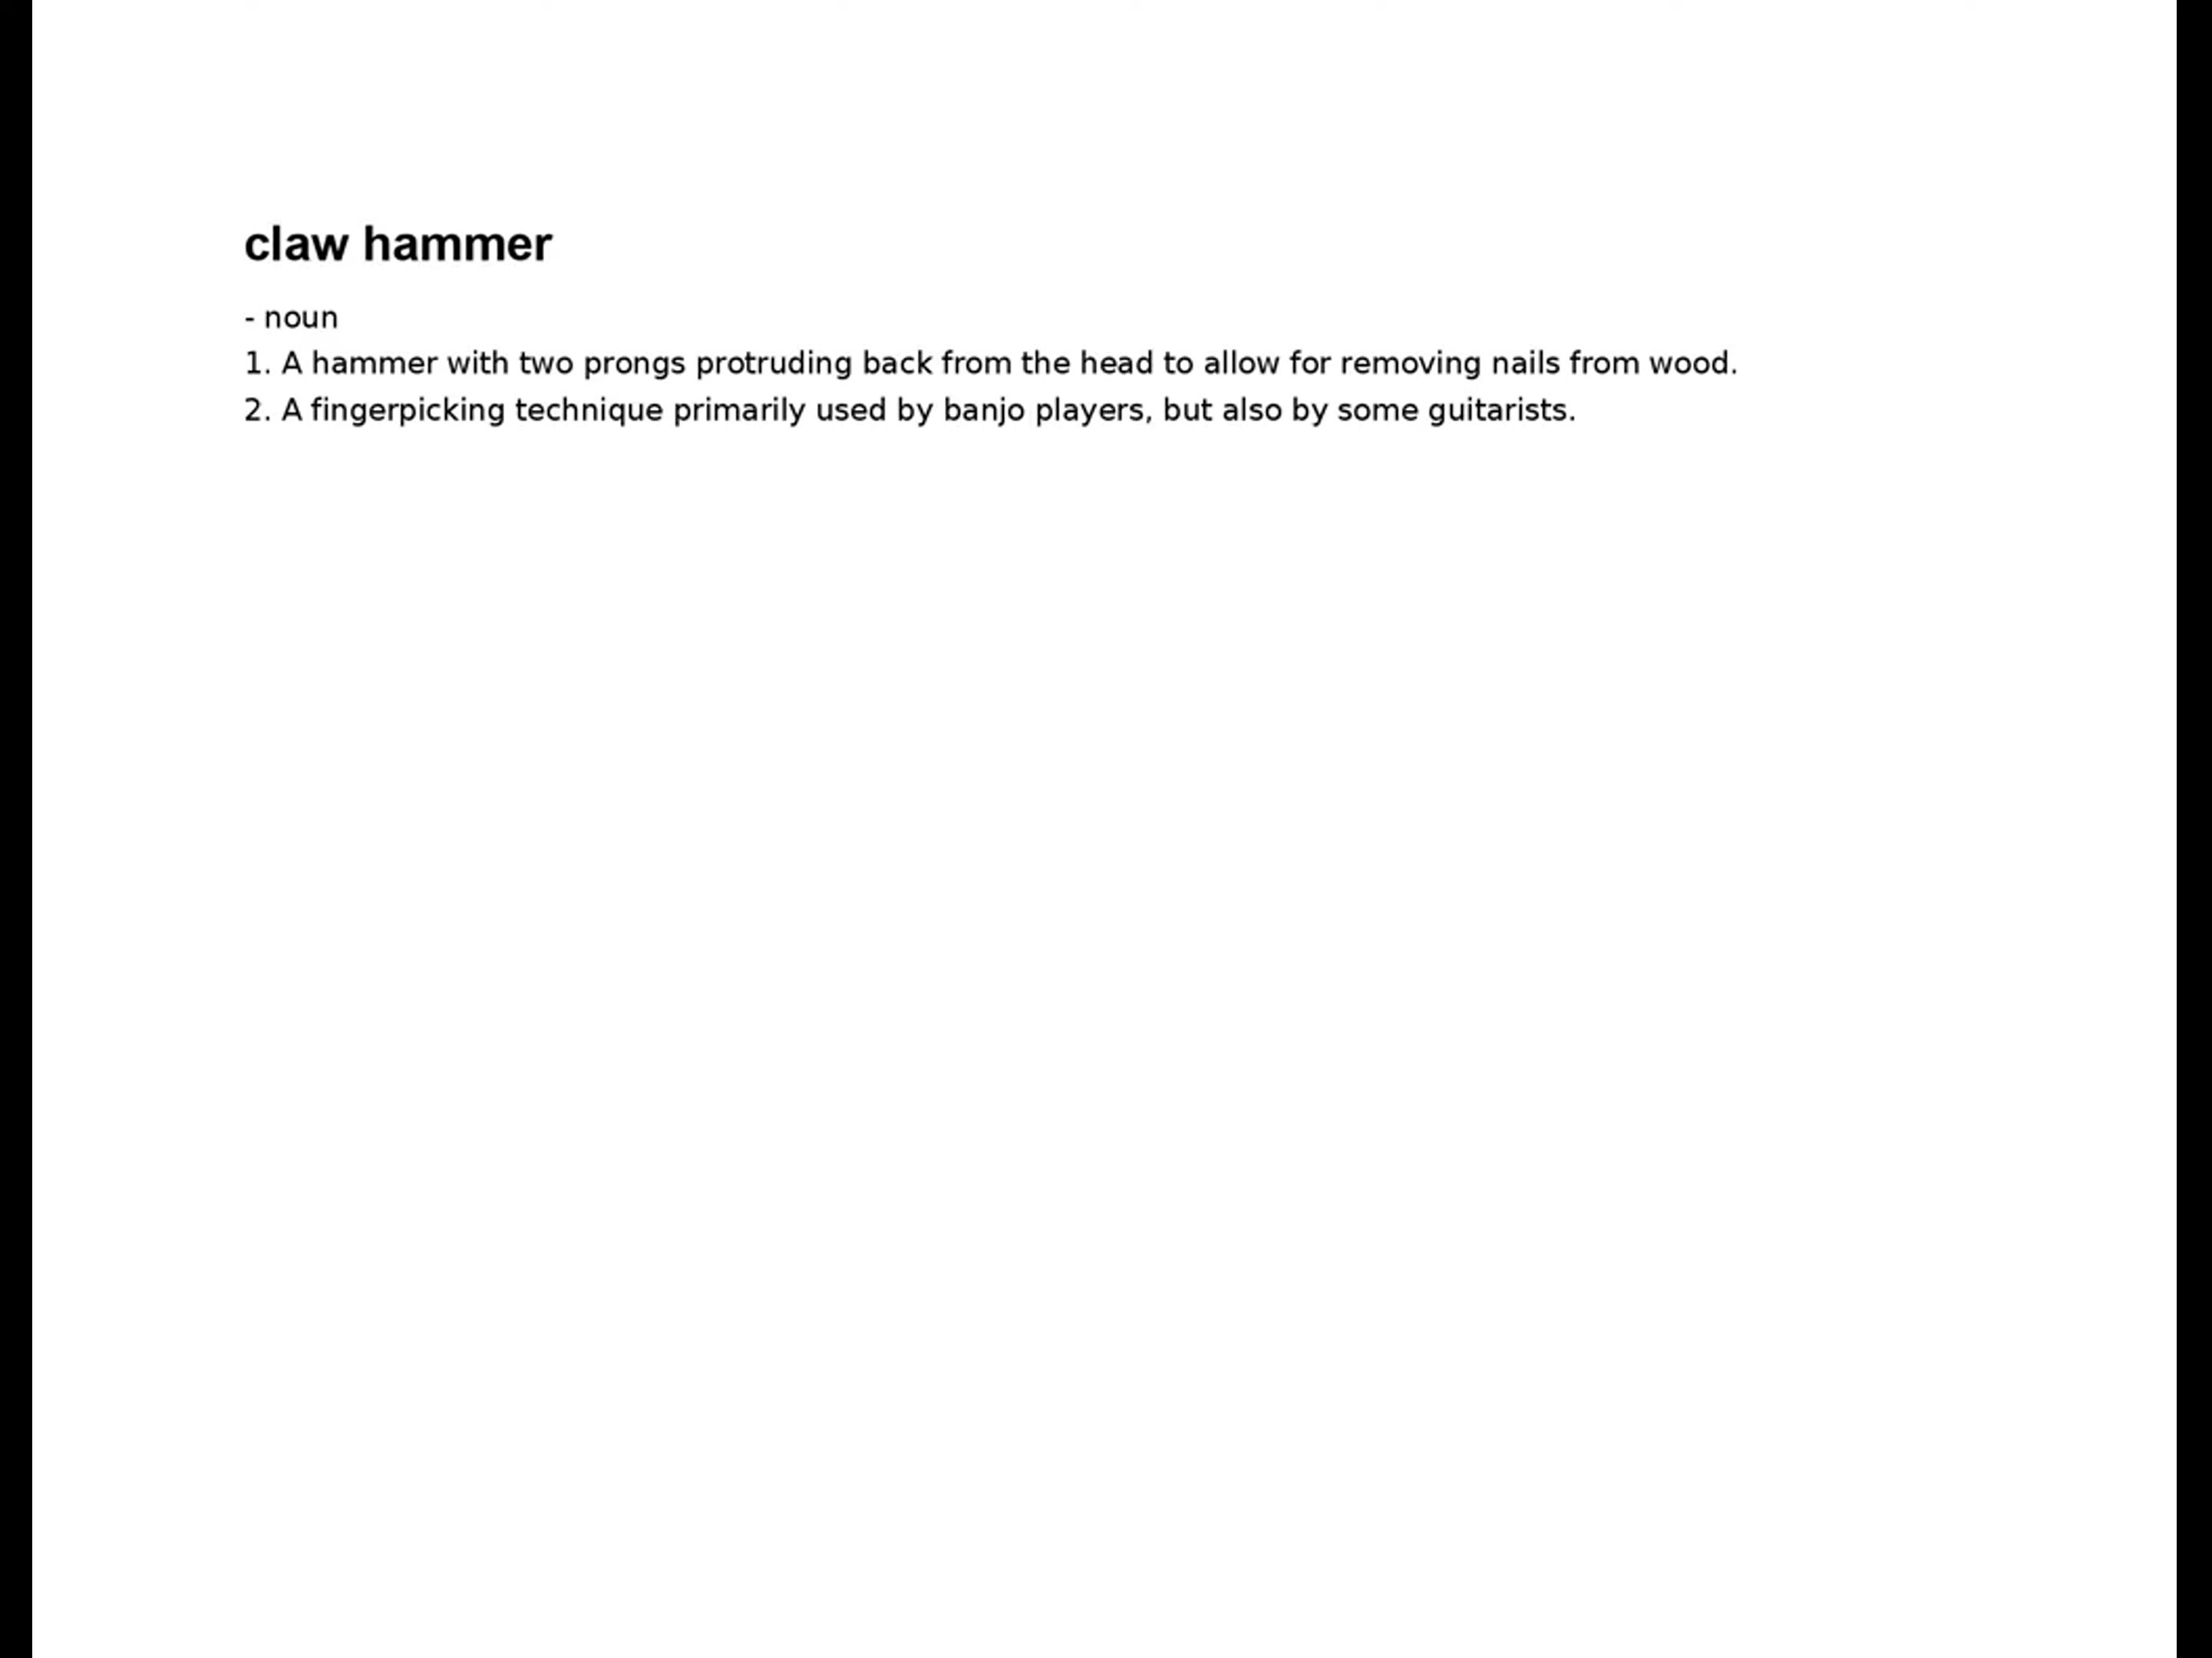 claw hammer
- noun
1. A hammer with two prongs protruding back from the head to allow for removing nails from wood.
2. A fingerpicking technique primarily used by banjo players, but also by some guitarists.